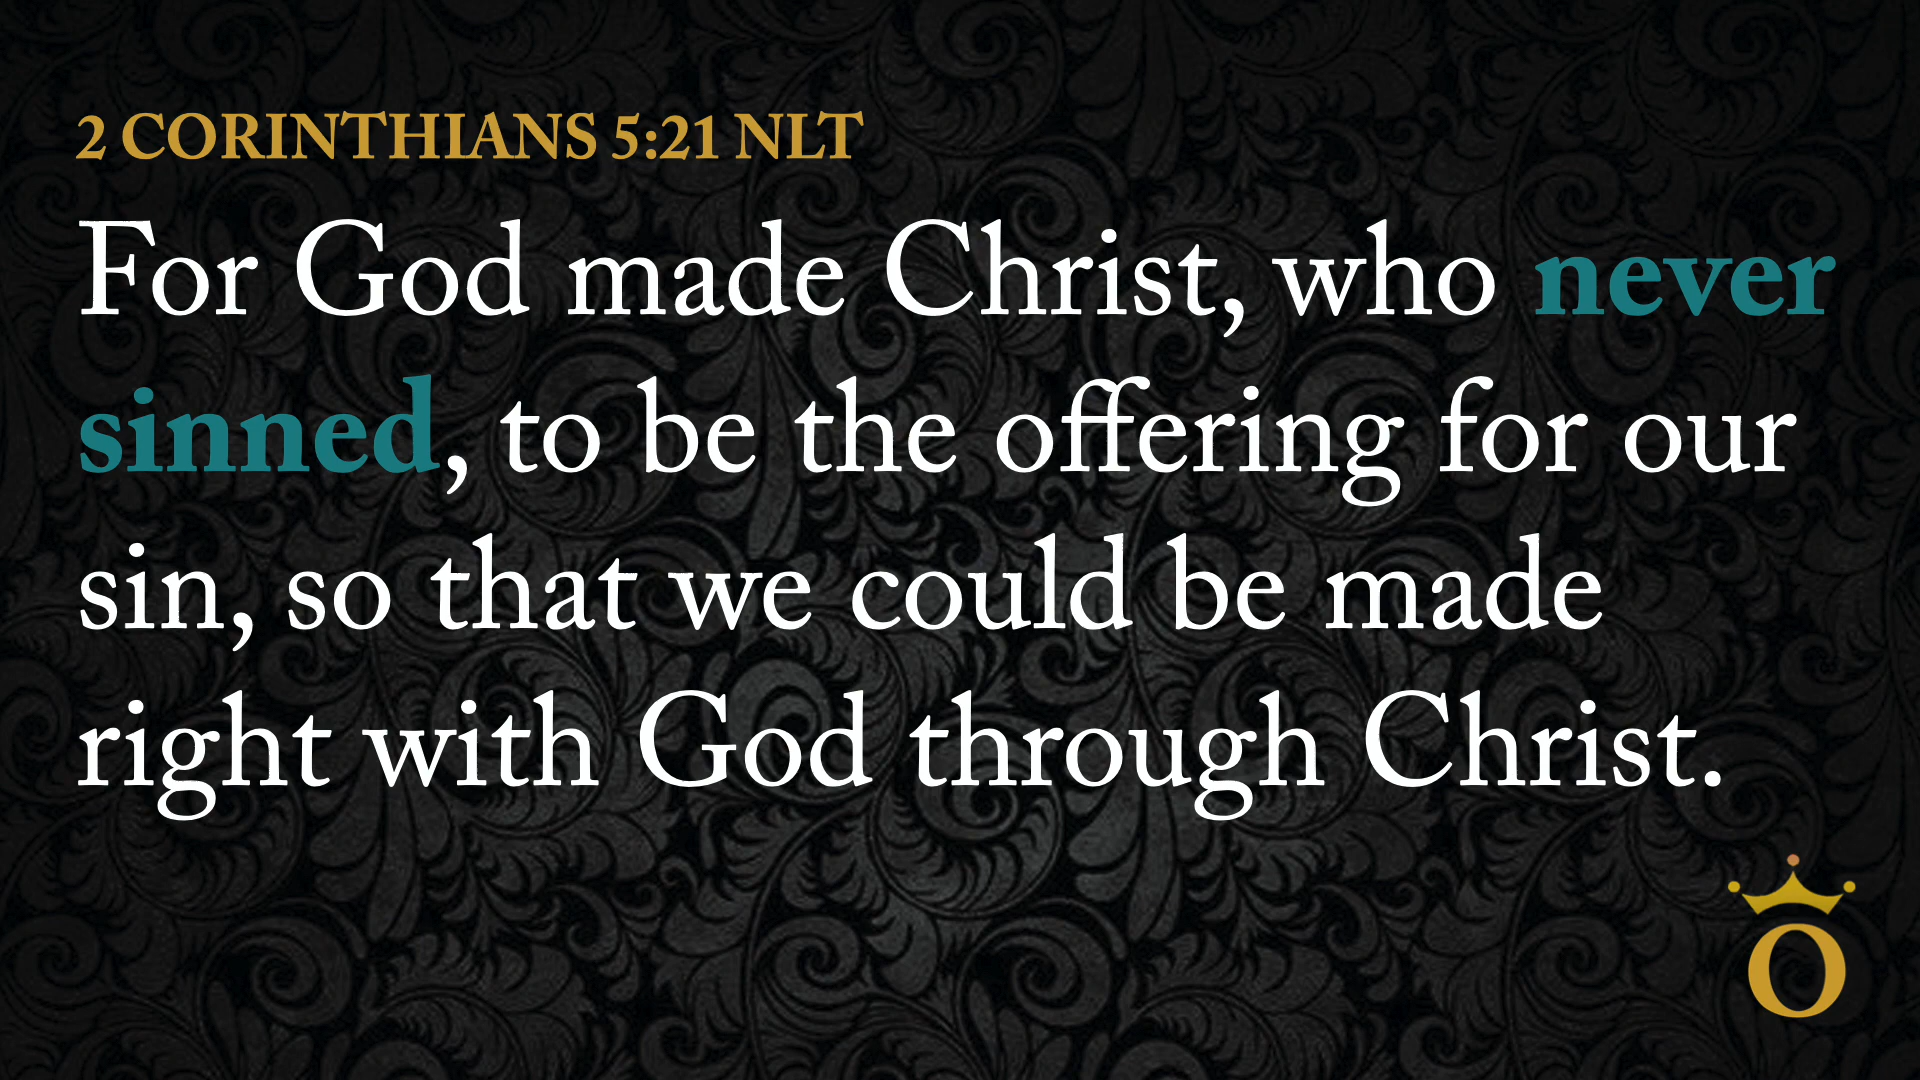 2 CORINTHIANS 5:21 NLT
For God made Christ, who never
sinned, to be the offering for our
sin, so that we could be made
right with God through Christ.
O